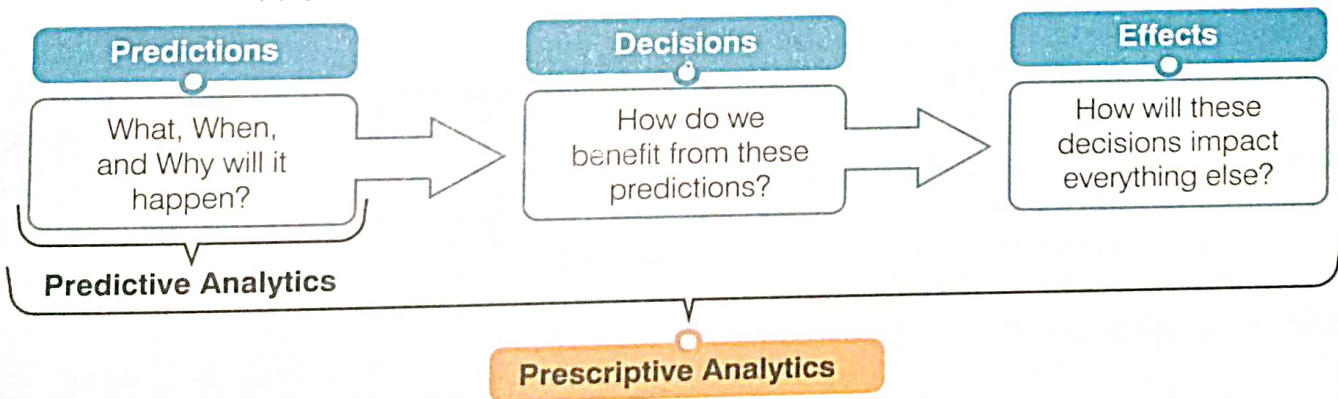 Predictions
What, When,
and Why will it
happen?
Decisions
How do we
benefit from these
predictions?
Effects
How will these
decisions impact
everything else?
Predictive Analytics
Prescriptive Analytics